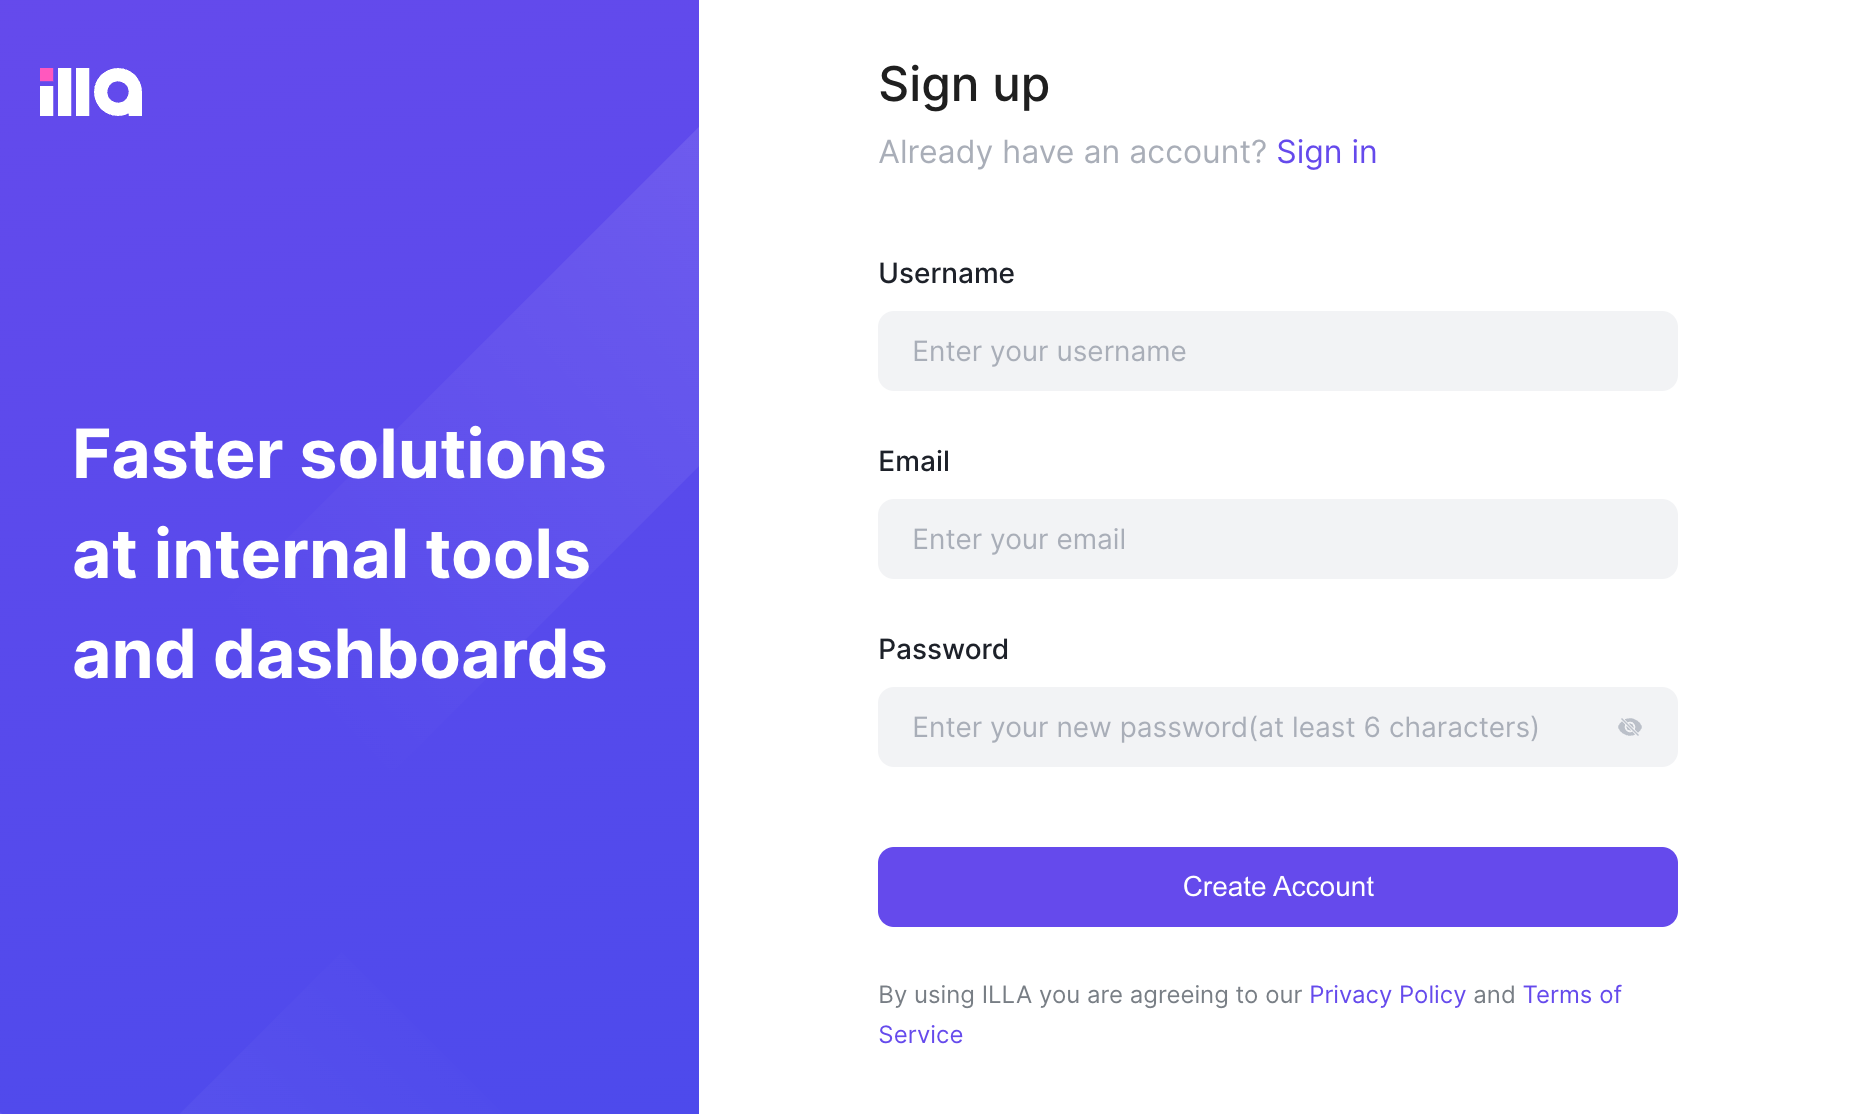 illa
Faster solutions
at internal tools
and dashboards
Sign up
Already have an account? Sign in
Username
Enter your username
Email
Enter your email
Password
Enter your new password(at least 6 characters)
Create Account
By using ILLA you are agreeing to our Privacy Policy and Terms of
Service